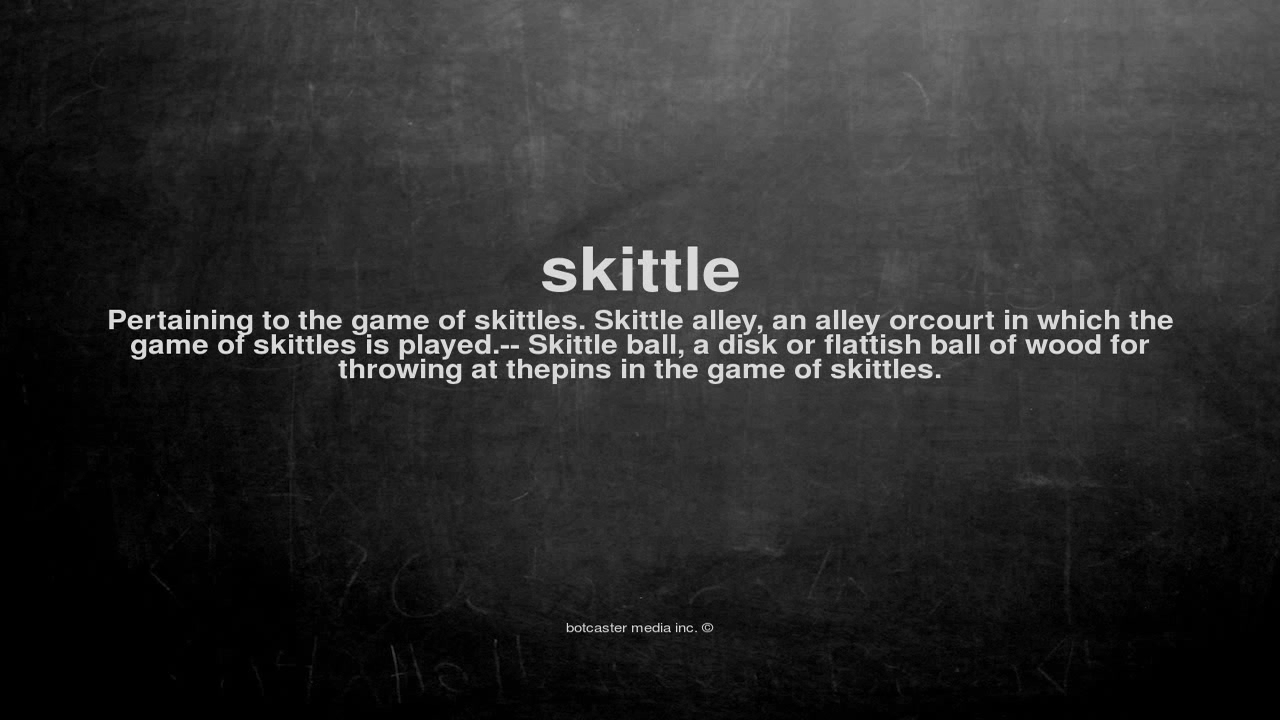 skittle
Pertaining to the game of skittles. Skittle alley, an alley orcourt in which the
game of skittles is played.-- Skittle ball, a disk or flattish ball of wood for
throwing at thepins in the game of skittles.
botcaster media inc. ©